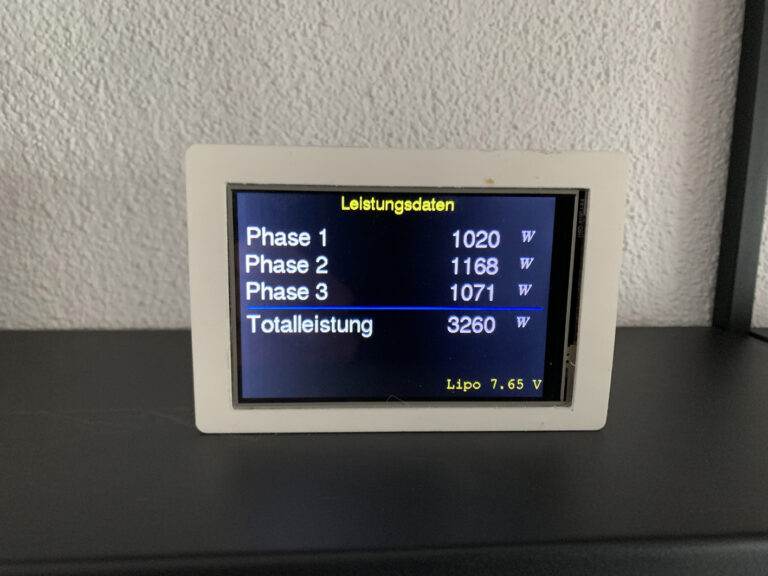 Leistungsdaten
Phase 1 1020 W
Phase 2 1168 W
Phase 3 1071 W
Totalleistung 3260 W
Lipo 7.65 V